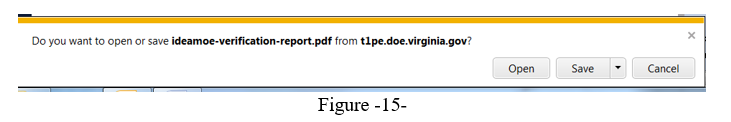 Do you want to open or save ideamoe-verification-report.pdf from t1pe.doe.virginia.gov?
Open Save Cancel
Figure -15-